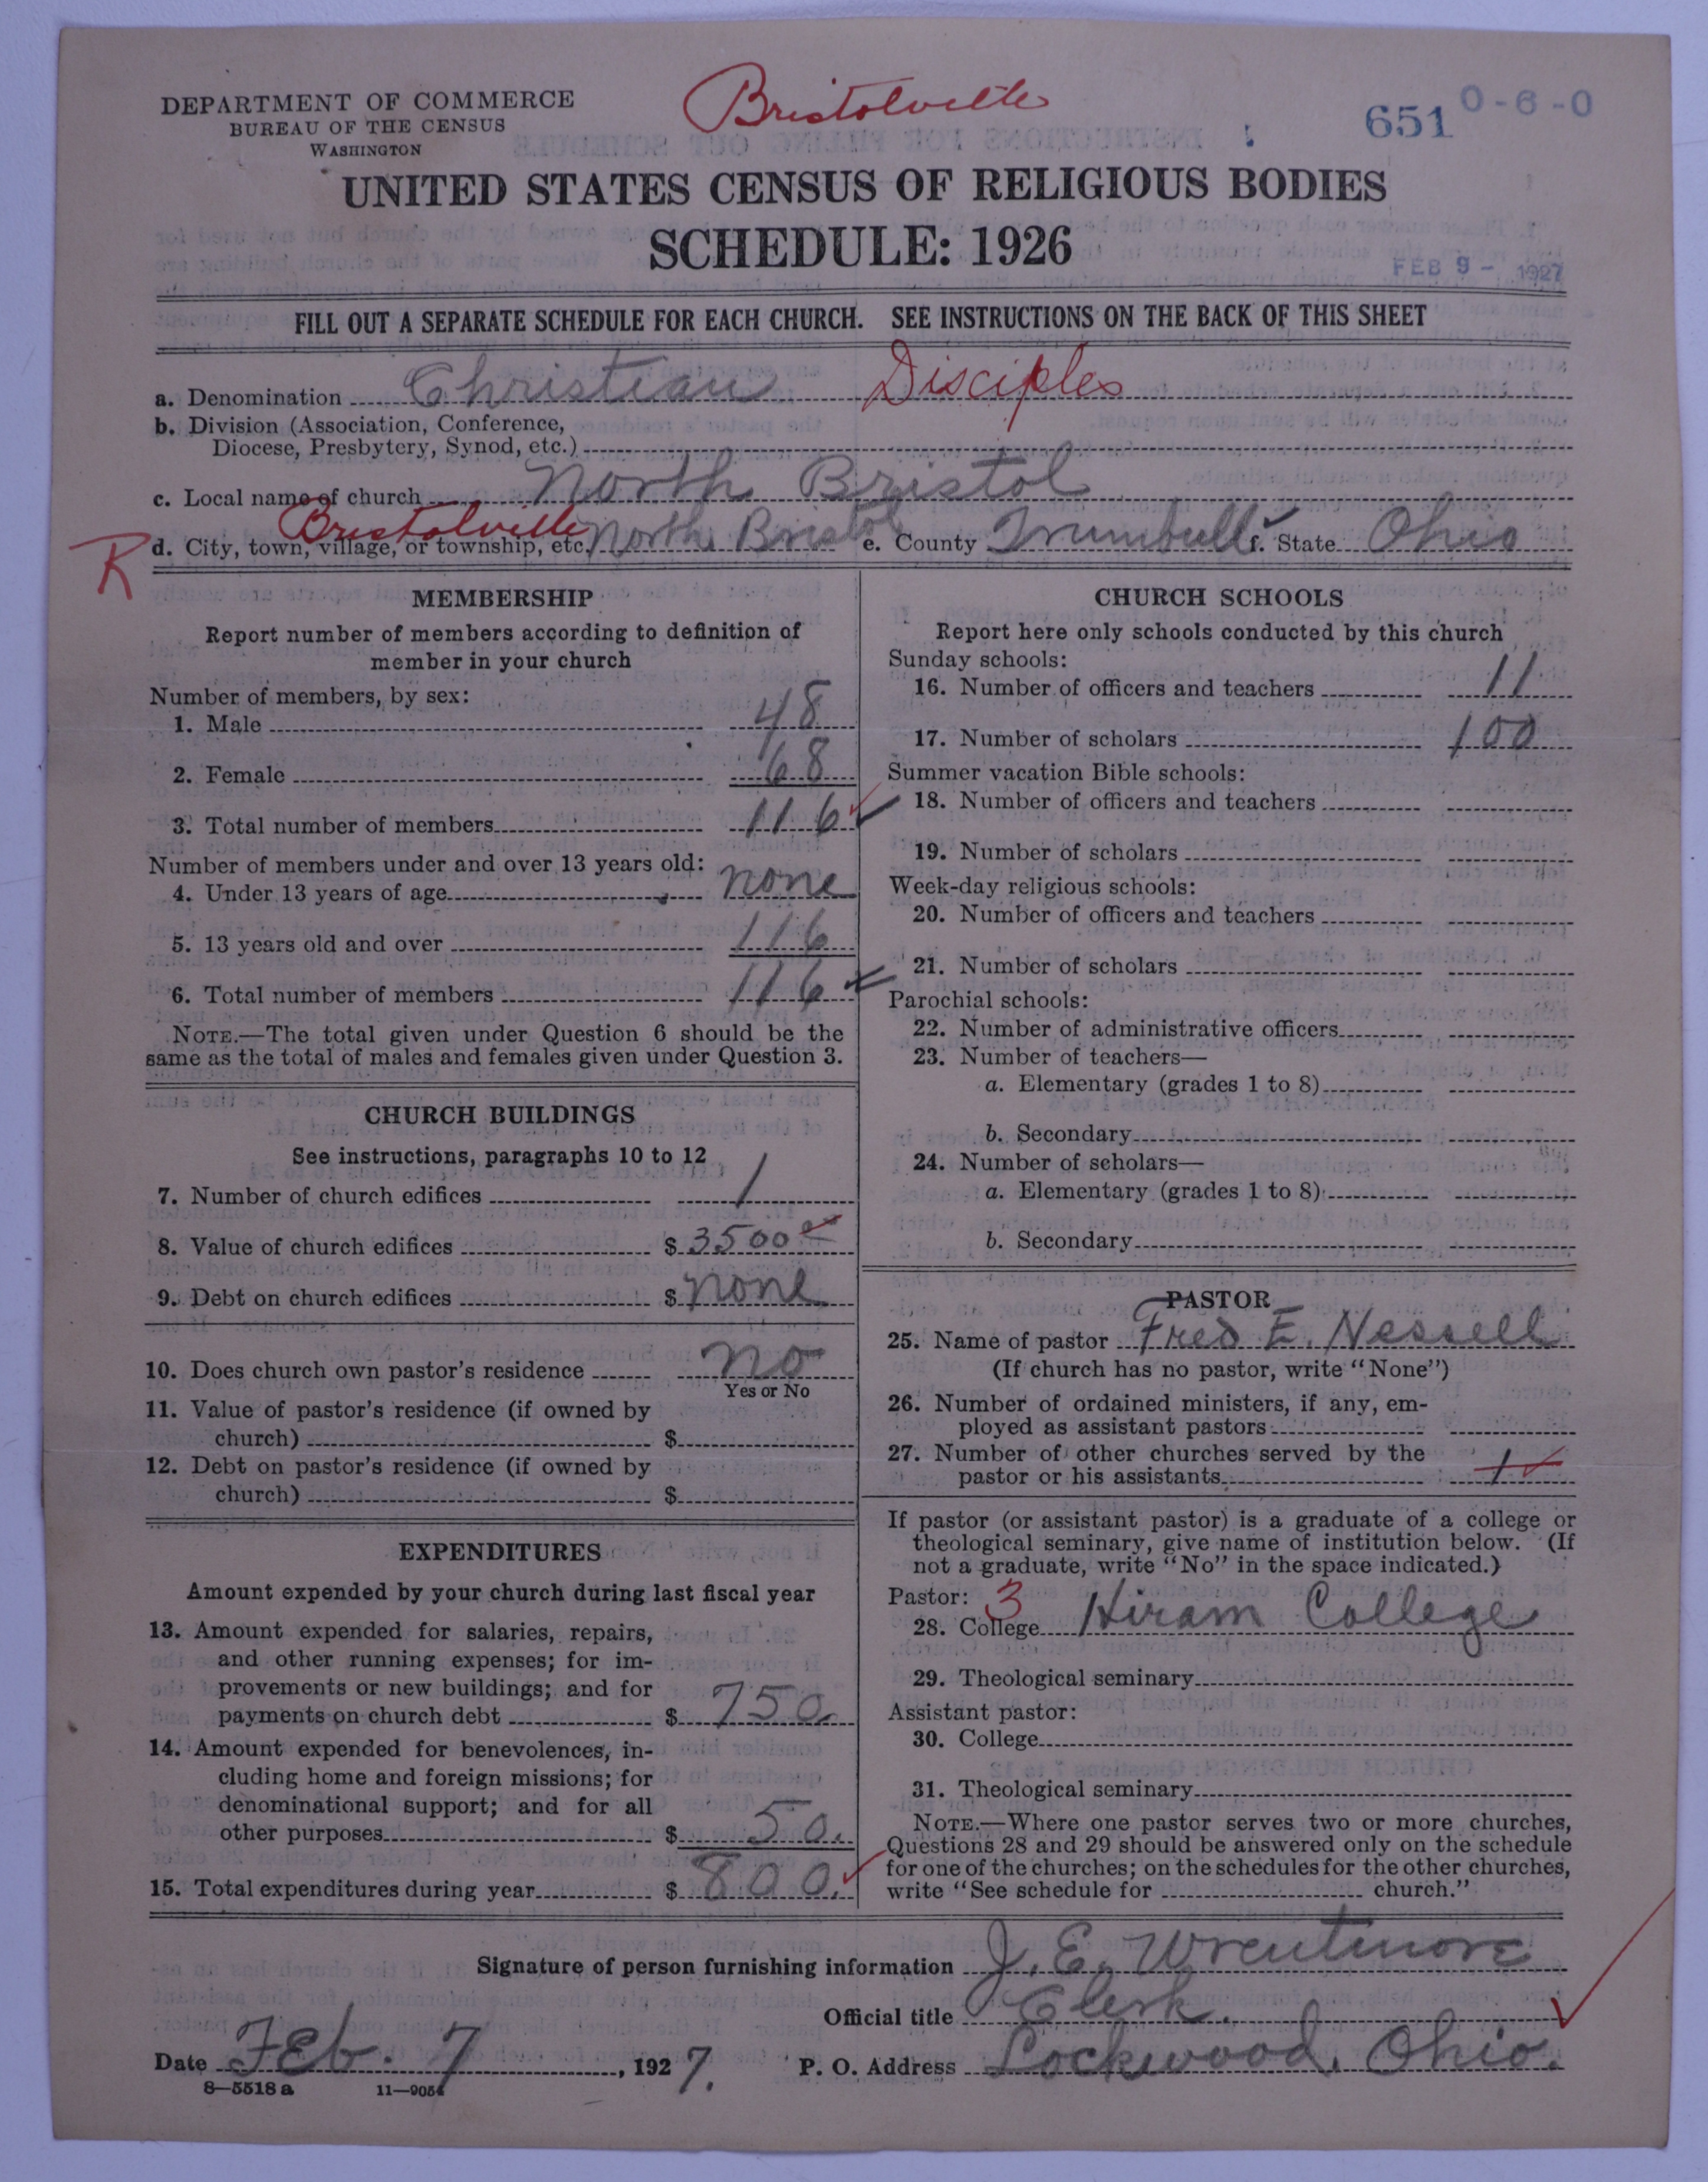 DEPARTMENT OF COMMERCE
BUREAU OF THE CENSUS
WASHINGTON
Bristolville
651 0-6-0
UNITED STATES CENSUS OF RELIGIOUS BODIES
SCHEDULE: 1926
FEB 9 - 1927
FILL OUT A SEPARATE SCHEDULE FOR EACH CHURCH. SEE INSTRUCTIONS ON THE BACK OF THIS SHEET
a. Denomination Christian Disciples
b. Division (Association, Conference,
Diocese, Presbytery, Synod, etc.)
c. Local name of church North Bristol
Bristolville
R d. City, town, village, or township, etc. North Bristol e. County Trumbull f. State Ohio
MEMBERSHIP
Report number of members according to definition of
member in your church
Number of members, by sex:
1. Male 48
2. Female 68
3. Total number of members 116
Number of members under and over 13 years old:
4. Under 13 years of age none
5. 13 years old and over 116
6. Total number of members 116
NOTE.—The total given under Question 6 should be the
same as the total of males and females given under Question 3.
CHURCH BUILDINGS
See instructions, paragraphs 10 to 12
7. Number of church edifices 1
8. Value of church edifices $3500
9. Debt on church edifices $none
10. Does church own pastor's residence no
Yes or No
11. Value of pastor's residence (if owned by
church) $
12. Debt on pastor's residence (if owned by
church) $
EXPENDITURES
Amount expended by your church during last fiscal year
13. Amount expended for salaries, repairs,
and other running expenses; for im-
provements or new buildings; and for
payments on church debt $750.
14. Amount expended for benevolences, in-
cluding home and foreign missions; for
denominational support; and for all
other purposes $50.
15. Total expenditures during year $800.
CHURCH SCHOOLS
Report here only schools conducted by this church
Sunday schools:
16. Number of officers and teachers 11
17. Number of scholars 100
Summer vacation Bible schools:
18. Number of officers and teachers
19. Number of scholars
Week-day religious schools:
20. Number of officers and teachers
21. Number of scholars
Parochial schools:
22. Number of administrative officers
23. Number of teachers—
a. Elementary (grades 1 to 8)
b. Secondary
24. Number of scholars—
a. Elementary (grades 1 to 8)
b. Secondary
PASTOR
25. Name of pastor Fred E. Nessell
(If church has no pastor, write "None")
26. Number of ordained ministers, if any, em-
ployed as assistant pastors
27. Number of other churches served by the
pastor or his assistants 1
If pastor (or assistant pastor) is a graduate of a college or
theological seminary, give name of institution below. (If
not a graduate, write "No" in the space indicated.)
Pastor: 3
28. College Hiram College
29. Theological seminary
Assistant pastor:
30. College
31. Theological seminary
NOTE.—Where one pastor serves two or more churches,
Questions 28 and 29 should be answered only on the schedule
for one of the churches; on the schedules for the other churches,
write "See schedule for church."
Signature of person furnishing information J. E. Wrentmore
Official title Clerk.
Date Feb. 7, 1927. P. O. Address Lockwood, Ohio.
8-5518 a 11-9054